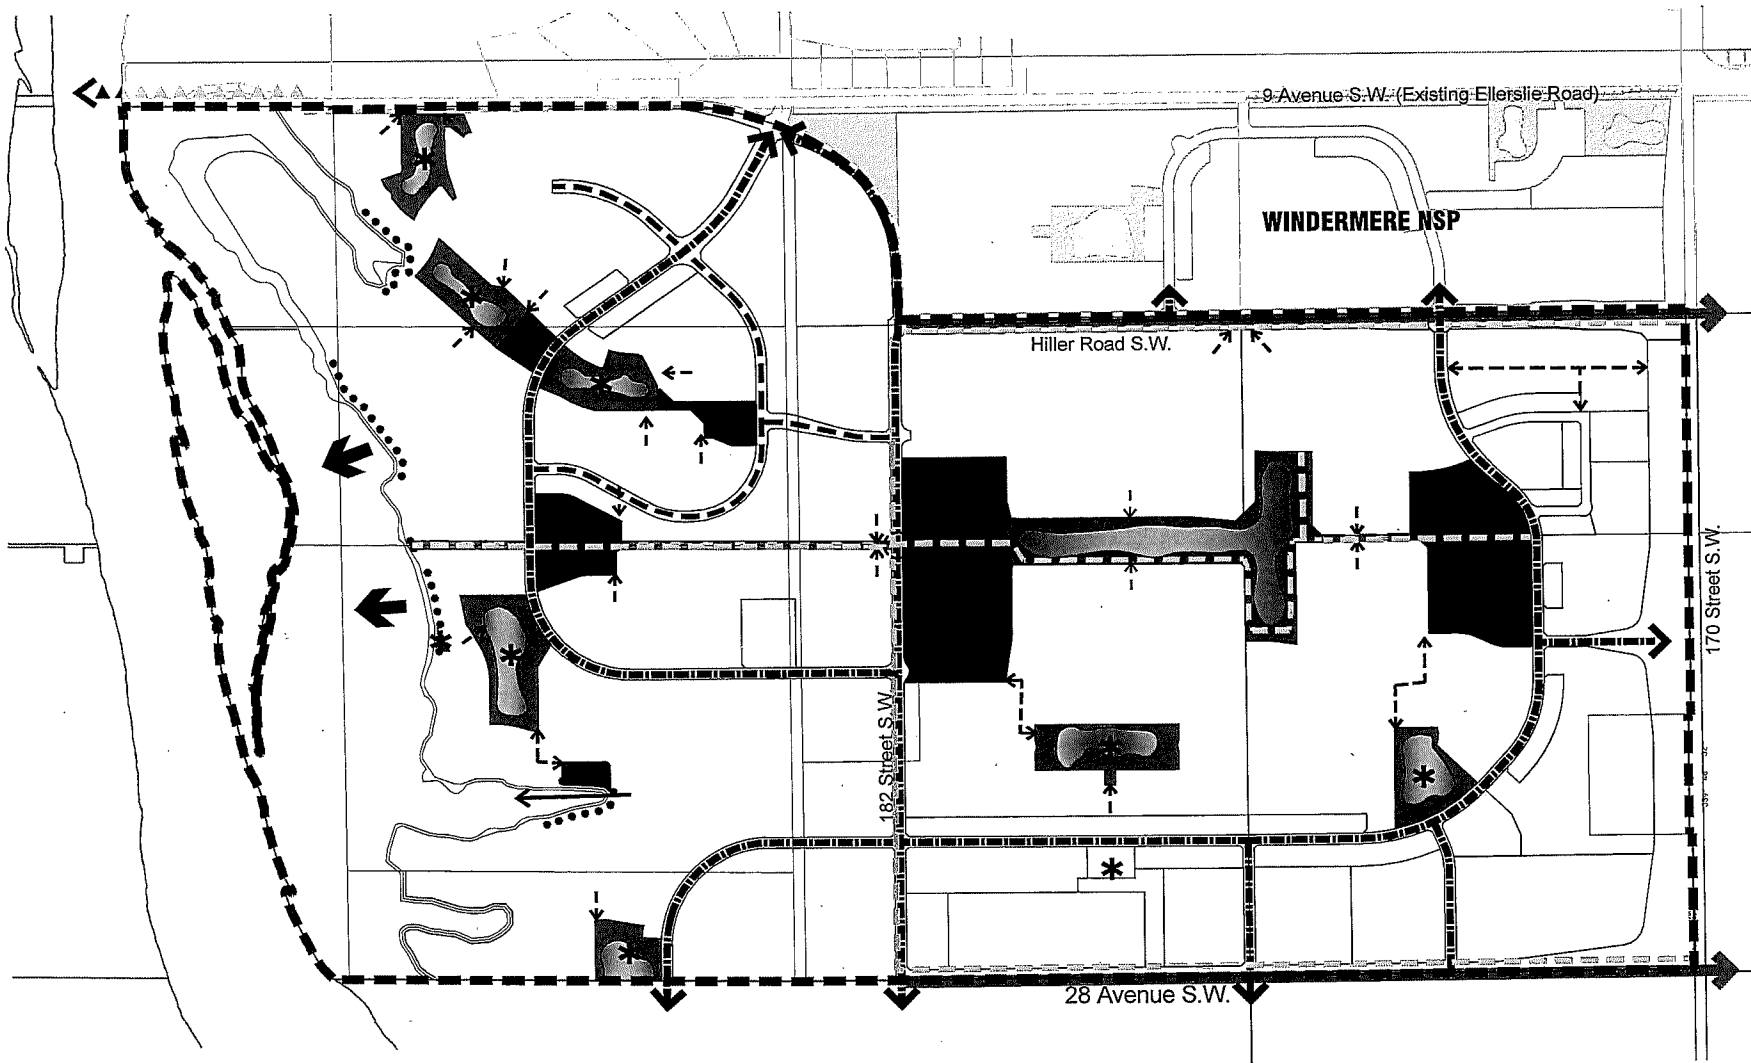 9 Avenue S.W. (Existing Ellerslie Road)
WINDERMERE NSP
Hiller Road S.W.
170 Street S.W.
182 Street S.W.
28 Avenue S.W.